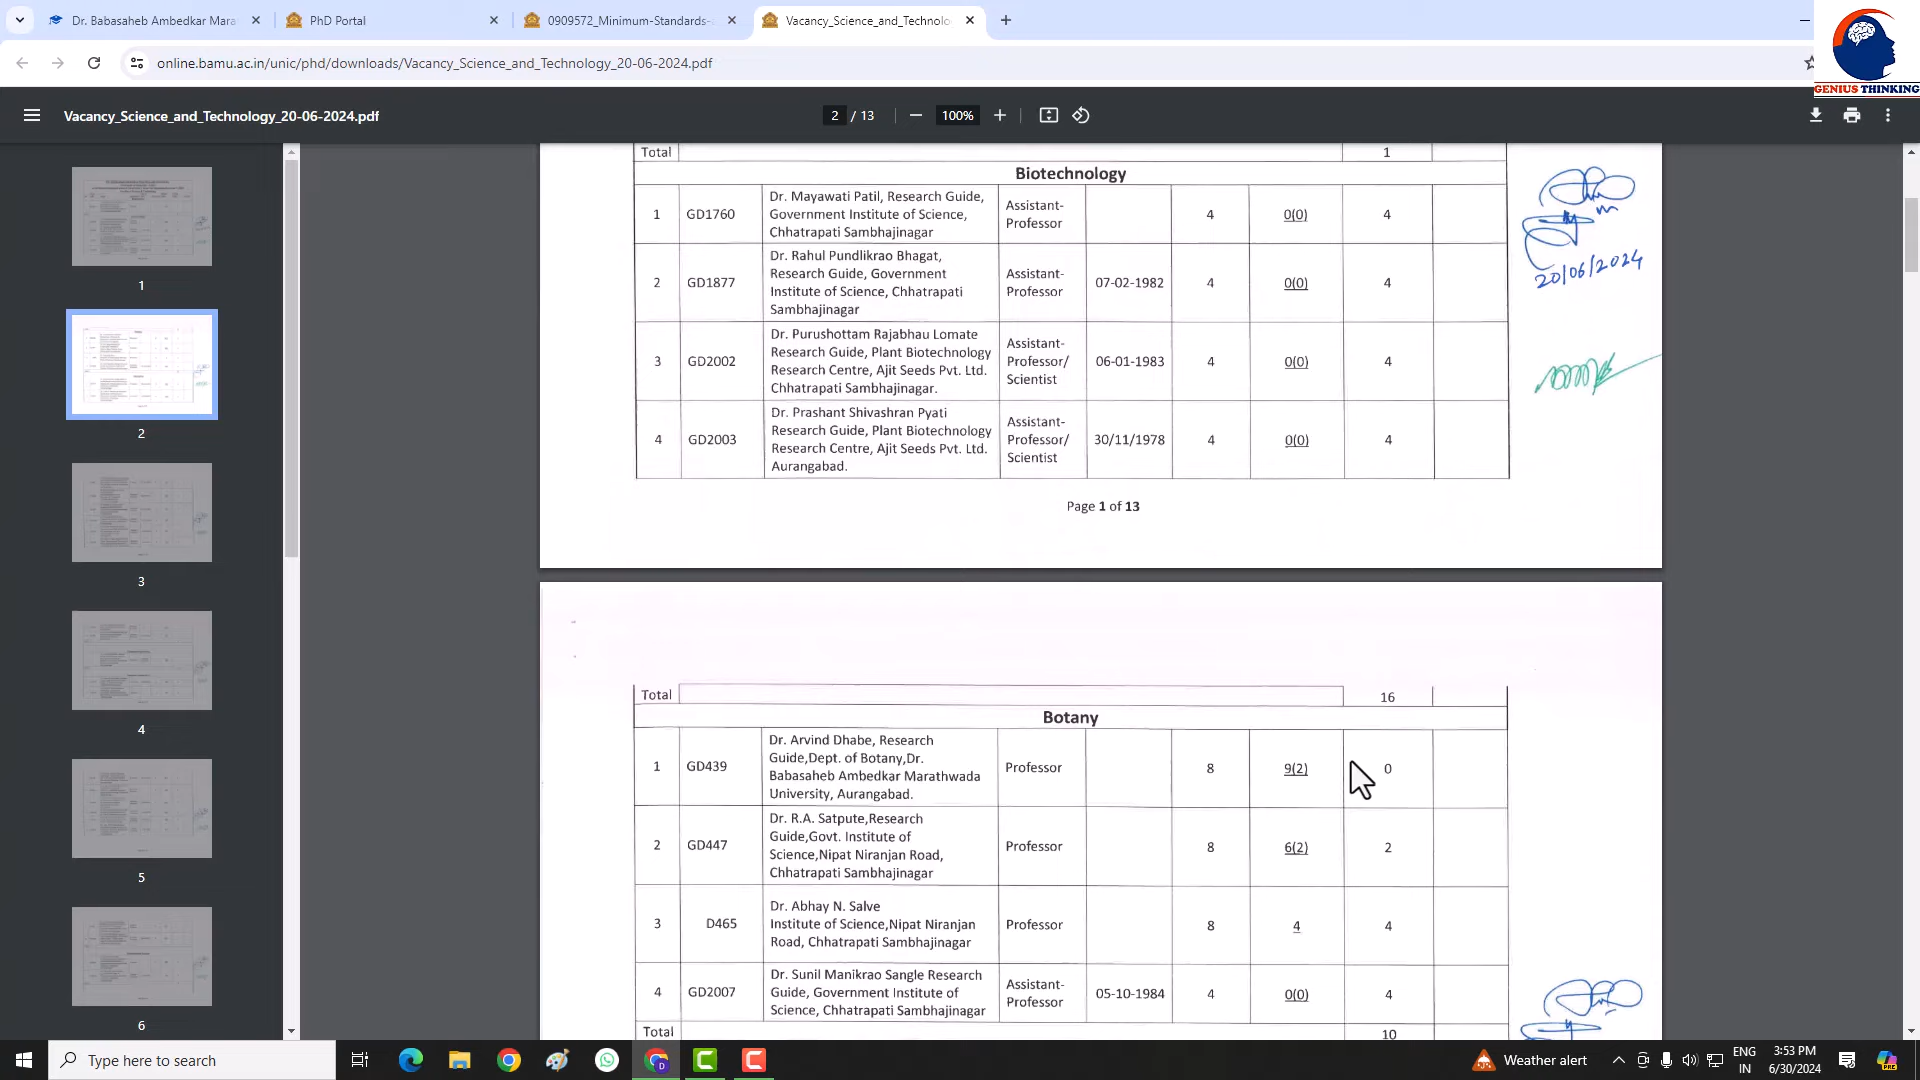 Dr. Babasaheb Ambedkar Mara
PhD Portal
0909572_Minimum-Standards-
Vacancy_Science_and_Technolo
online.bamu.ac.in/unic/phd/downloads/Vacancy_Science_and_Technology_20-06-2024.pdf
GENIUS THINKING
Vacancy_Science_and_Technology_20-06-2024.pdf
2 / 13
100%
1
2
3
4
5
6
Total 1
Biotechnology
1 GD1760 Dr. Mayawati Patil, Research Guide, Assistant- 4 0(0) 4
Government Institute of Science, Professor
Chhatrapati Sambhajinagar
2 GD1877 Dr. Rahul Pundlikrao Bhagat, Assistant- 07-02-1982 4 0(0) 4
Research Guide, Government Professor
Institute of Science, Chhatrapati
Sambhajinagar
3 GD2002 Dr. Purushottam Rajabhau Lomate Assistant- 06-01-1983 4 0(0) 4
Research Guide, Plant Biotechnology Professor/
Research Centre, Ajit Seeds Pvt. Ltd. Scientist
Chhatrapati Sambhajinagar.
4 GD2003 Dr. Prashant Shivashran Pyati Assistant- 30/11/1978 4 0(0) 4
Research Guide, Plant Biotechnology Professor/
Research Centre, Ajit Seeds Pvt. Ltd. Scientist
Aurangabad.
20/06/2024
Page 1 of 13
Total 16
Botany
1 GD439 Dr. Arvind Dhabe, Research Professor 8 9(2) 0
Guide,Dept. of Botany,Dr.
Babasaheb Ambedkar Marathwada
University, Aurangabad.
2 GD447 Dr. R.A. Satpute,Research Professor 8 6(2) 2
Guide,Govt. Institute of
Science,Nipat Niranjan Road,
Chhatrapati Sambhajinagar
3 D465 Dr. Abhay N. Salve Professor 8 4 4
Institute of Science,Nipat Niranjan
Road, Chhatrapati Sambhajinagar
4 GD2007 Dr. Sunil Manikrao Sangle Research Assistant- 05-10-1984 4 0(0) 4
Guide, Government Institute of Professor
Science, Chhatrapati Sambhajinagar
Total 10
Type here to search
Weather alert
ENG
IN
3:53 PM
6/30/2024